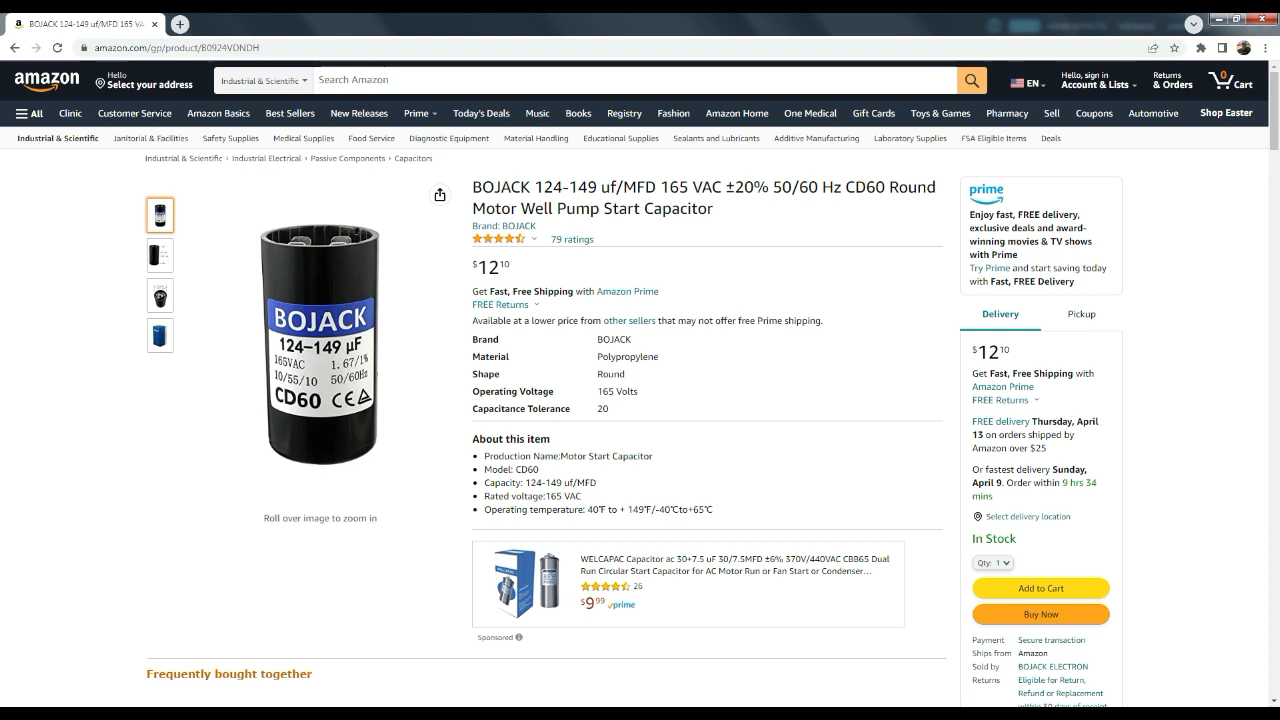 BOJACK 124-149 uf/MFD 165 VA
amazon.com/gp/product/B0924VDNDH
amazon
Hello
Select your address
Industrial & Scientific
Search Amazon
EN
Hello, sign in
Account & Lists
Returns
& Orders
0
Cart
All
Clinic
Customer Service
Amazon Basics
Best Sellers
New Releases
Prime
Today's Deals
Music
Books
Registry
Fashion
Amazon Home
One Medical
Gift Cards
Toys & Games
Pharmacy
Sell
Coupons
Automotive
Shop Easter
Industrial & Scientific
Janitorial & Facilities
Safety Supplies
Medical Supplies
Food Service
Diagnostic Equipment
Material Handling
Educational Supplies
Sealants and Lubricants
Additive Manufacturing
Laboratory Supplies
FSA Eligible Items
Deals
Industrial & Scientific › Industrial Electrical › Passive Components › Capacitors
BOJACK
124-149 µF
165VAC 1.67/1%
10/55/10 50/60Hz
CD60 CE
Roll over image to zoom in
BOJACK 124-149 uf/MFD 165 VAC ±20% 50/60 Hz CD60 Round
Motor Well Pump Start Capacitor
Brand: BOJACK
79 ratings
$12.10
Get Fast, Free Shipping with Amazon Prime
FREE Returns
Available at a lower price from other sellers that may not offer free Prime shipping.
Brand BOJACK
Material Polypropylene
Shape Round
Operating Voltage 165 Volts
Capacitance Tolerance 20
About this item
• Production Name:Motor Start Capacitor
• Model: CD60
• Capacity: 124-149 uf/MFD
• Rated voltage:165 VAC
• Operating temperature: 40℉ to + 149℉/-40℃to+65℃
WELCAPAC Capacitor ac 30+7.5 uF 30/7.5MFD ±6% 370V/440VAC CBB65 Dual
Run Circular Start Capacitor for AC Motor Run or Fan Start or Condenser…
26
$9.99 prime
Sponsored
Frequently bought together
prime
Enjoy fast, FREE delivery,
exclusive deals and award-
winning movies & TV shows
with Prime
Try Prime and start saving today
with Fast, FREE Delivery
Delivery
Pickup
$12.10
Get Fast, Free Shipping with
Amazon Prime
FREE Returns
FREE delivery Thursday, April
13 on orders shipped by
Amazon over $25
Or fastest delivery Sunday,
April 9. Order within 9 hrs 34
mins
Select delivery location
In Stock
Qty: 1
Add to Cart
Buy Now
Payment Secure transaction
Ships from Amazon
Sold by BOJACK ELECTRON
Returns Eligible for Return,
Refund or Replacement
within 30 days of receipt